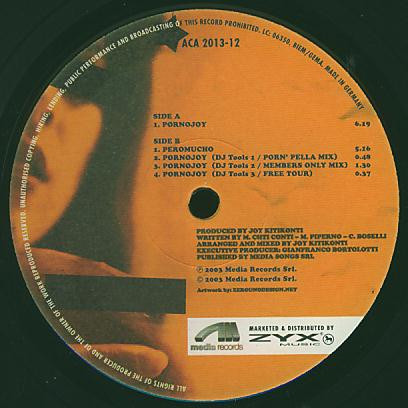 ALL RIGHTS OF THE PRODUCER AND OF THE OWNER OF THE WORK REPRODUCED RESERVED. UNAUTHORISED COPYING, HIRING, LENDING, PUBLIC PERFORMANCE AND BROADCASTING OF THIS RECORD PROHIBITED. LC: 06350. BIEM/GEMA. MADE IN GERMANY
ACA 2013-12
SIDE A
1. PORNOJOY 6.19
SIDE B
1. PEROMUCHO 5.16
2. PORNOJOY (DJ Tools 1 / PORN' PELLA MIX) 0.48
3. PORNOJOY (DJ Tools 2 / MEMBERS ONLY MIX) 1.30
4. PORNOJOY (DJ Tools 3 / FREE TOUR) 0.37
PRODUCED BY JOY KITIKONTI
WRITTEN BY M. CHITI CONTI – M. PIFERNO – C. BOSELLI
ARRANGED AND MIXED BY JOY KITIKONTI
EXECUTIVE PRODUCER: GIANFRANCO BORTOLOTTI
PUBLISHED BY MEDIA SONGS SRL
℗ 2003 Media Records Srl.
© 2003 Media Records Srl.
Artwork by: ZEROUNODESIGN.NET
media records
MARKETED & DISTRIBUTED BY
ZYX
MUSIC